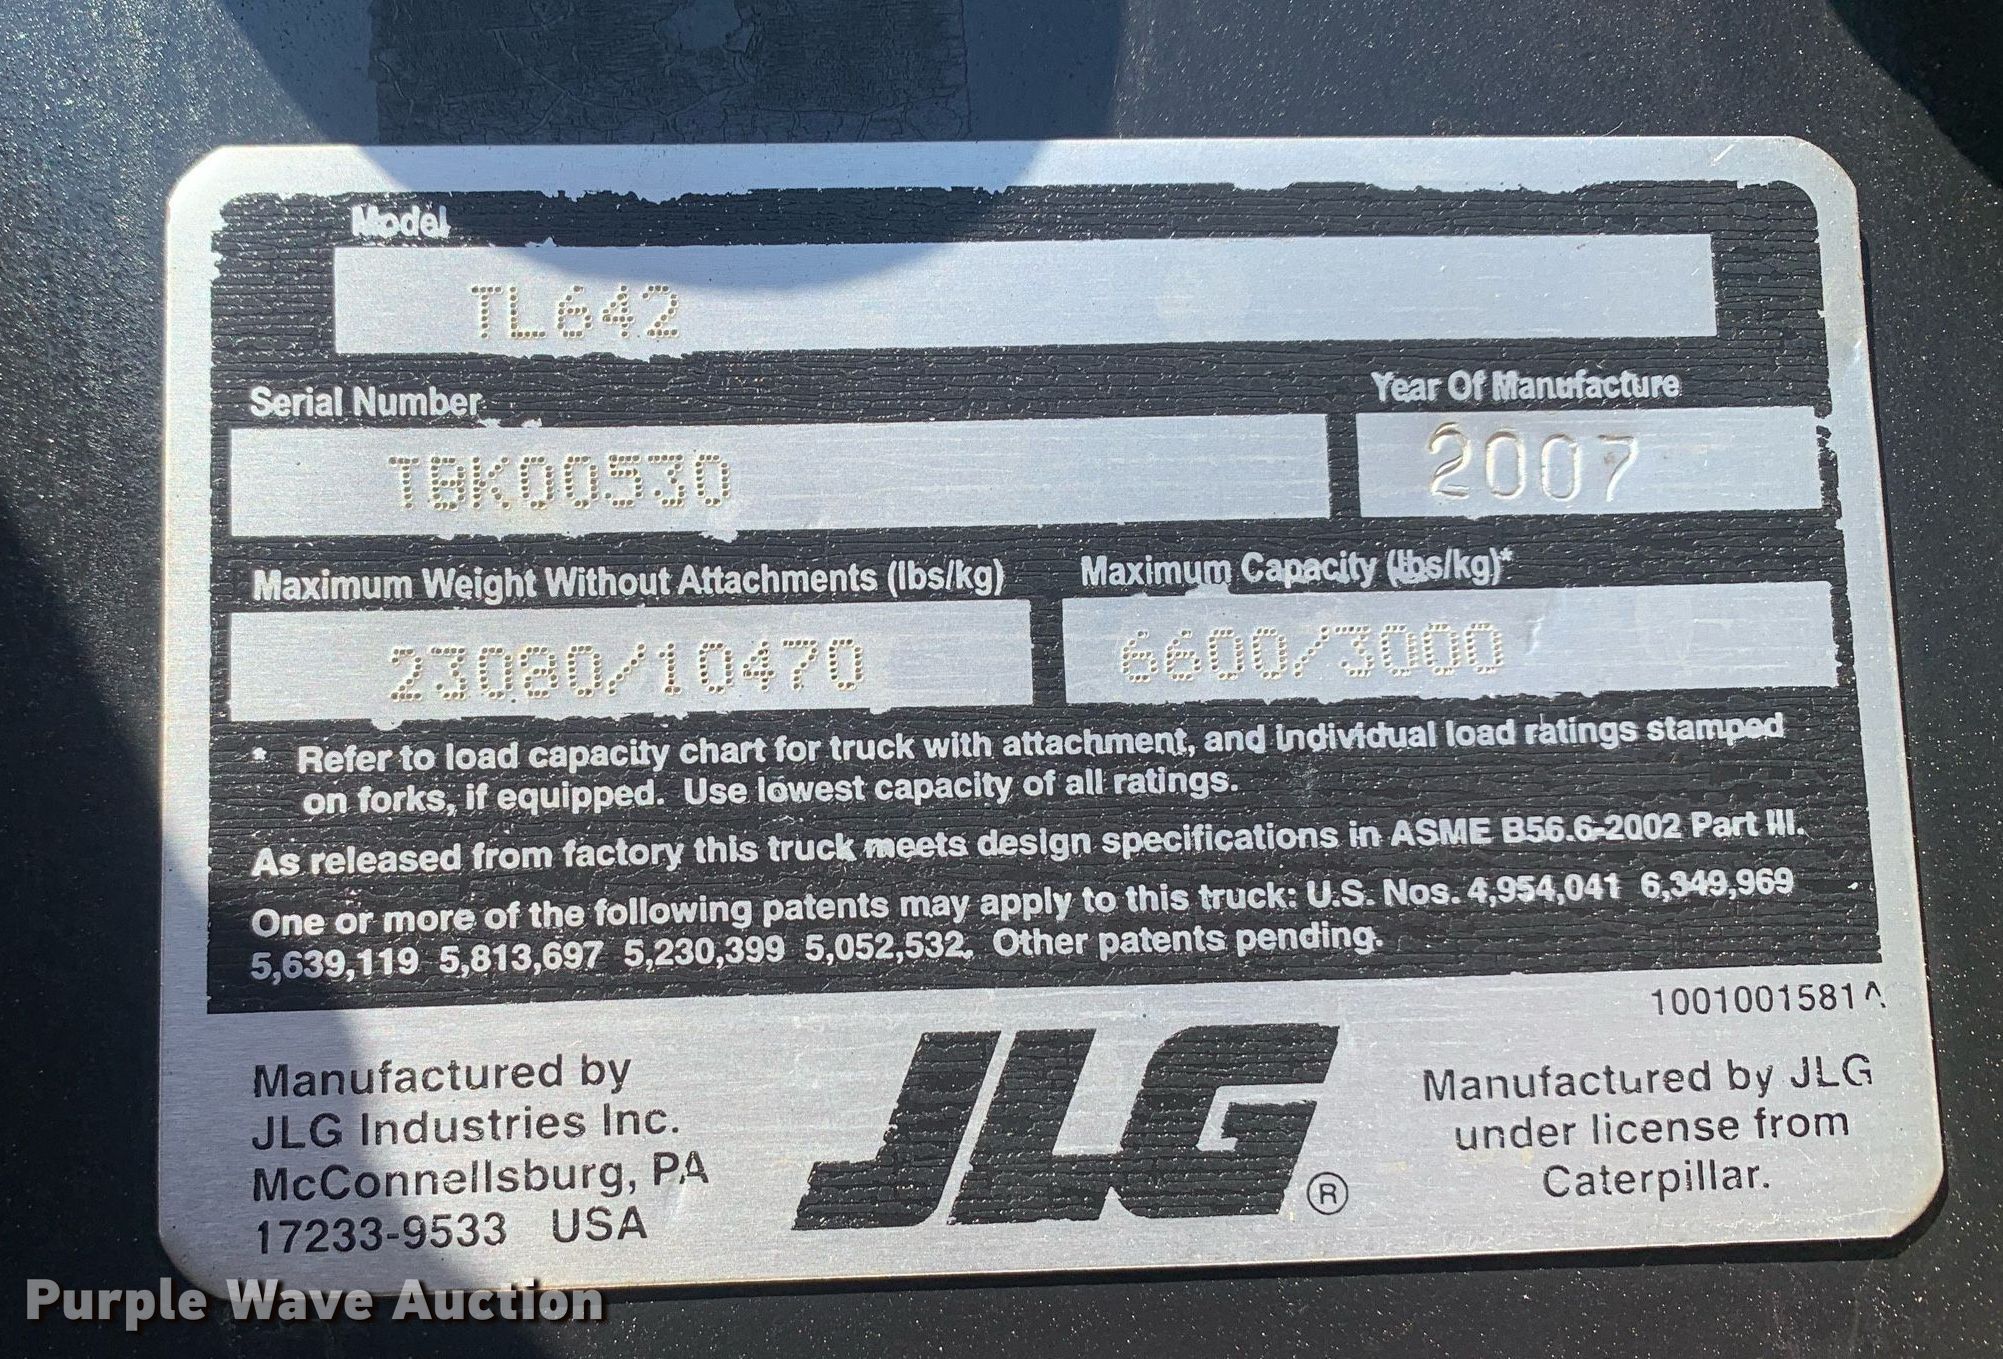 Model
TL642
Serial Number
TBK00530
Year Of Manufacture
2007
Maximum Weight Without Attachments (lbs/kg)
23080/10470
Maximum Capacity (lbs/kg)*
6600/3000
* Refer to load capacity chart for truck with attachment, and individual load ratings stamped
on forks, if equipped. Use lowest capacity of all ratings.
As released from factory this truck meets design specifications in ASME B56.6-2002 Part III.
One or more of the following patents may apply to this truck: U.S. Nos. 4,954,041 6,349,969
5,639,119 5,813,697 5,230,399 5,052,532. Other patents pending.
1001001581A
Manufactured by
JLG Industries Inc.
McConnellsburg, PA
17233-9533 USA
JLG®
Manufactured by JLG
under license from
Caterpillar.
Purple Wave Auction